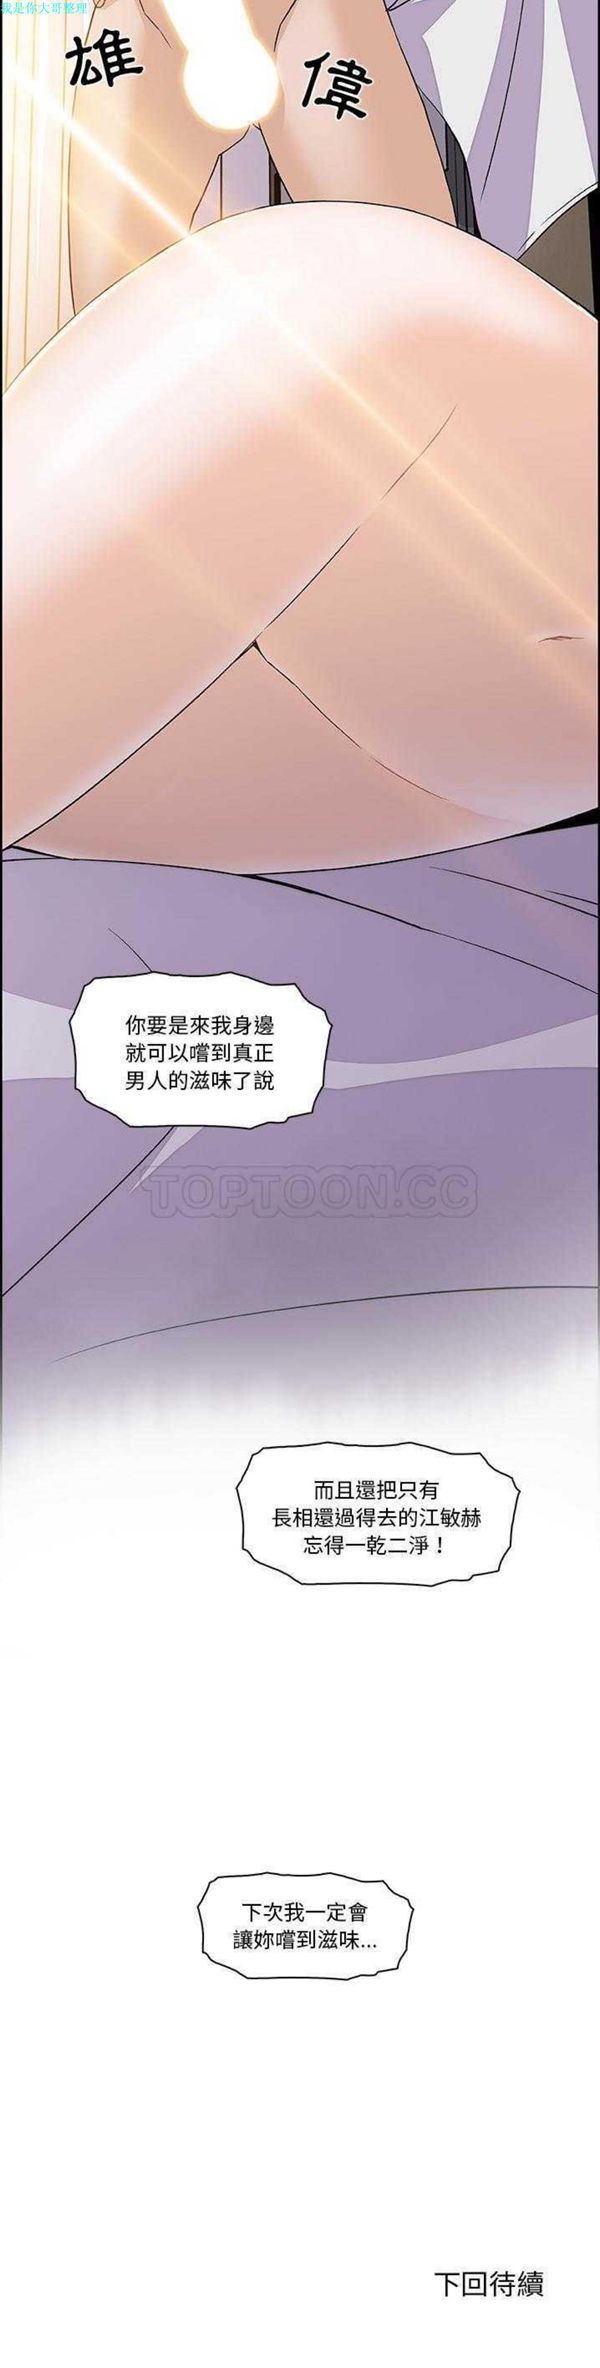 我是你大哥整理
雄
偉
你要是來我身邊
就可以嚐到真正
男人的滋味了說
TOPTOON.CC
而且還把只有
長相還過得去的江敏赫
忘得一乾二淨！
下次我一定會
讓妳嚐到滋味...
下回待續